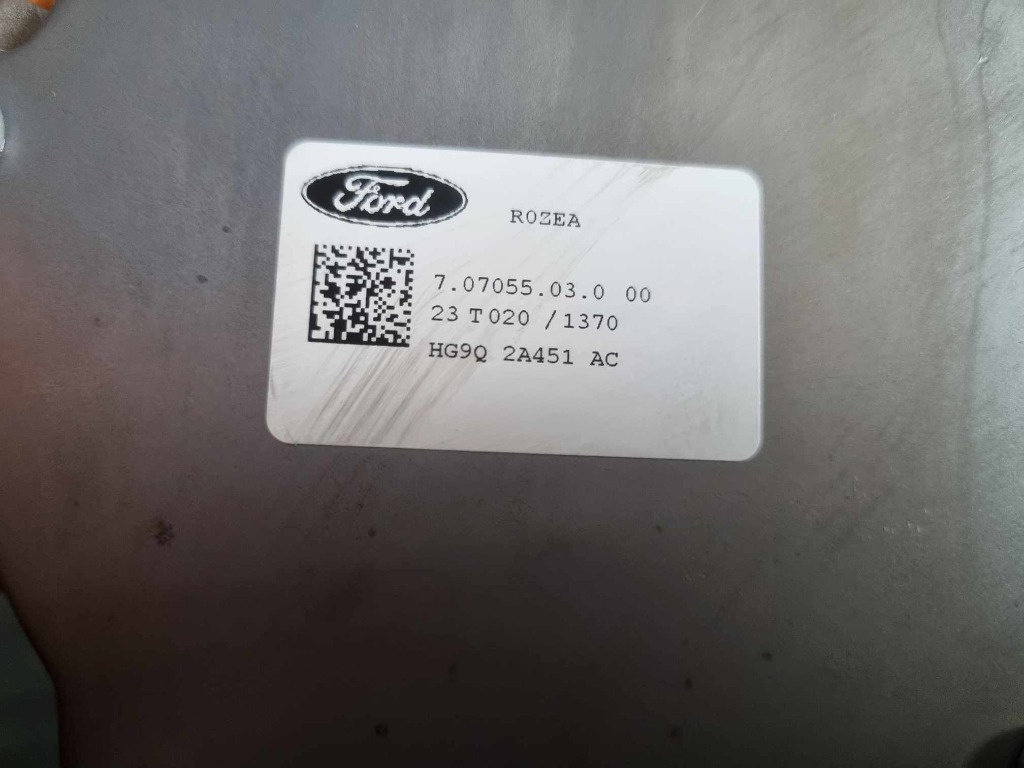 Ford
R0ZEA
7.07055.03.0 00
23 T020 /1370
HG9Q 2A451 AC